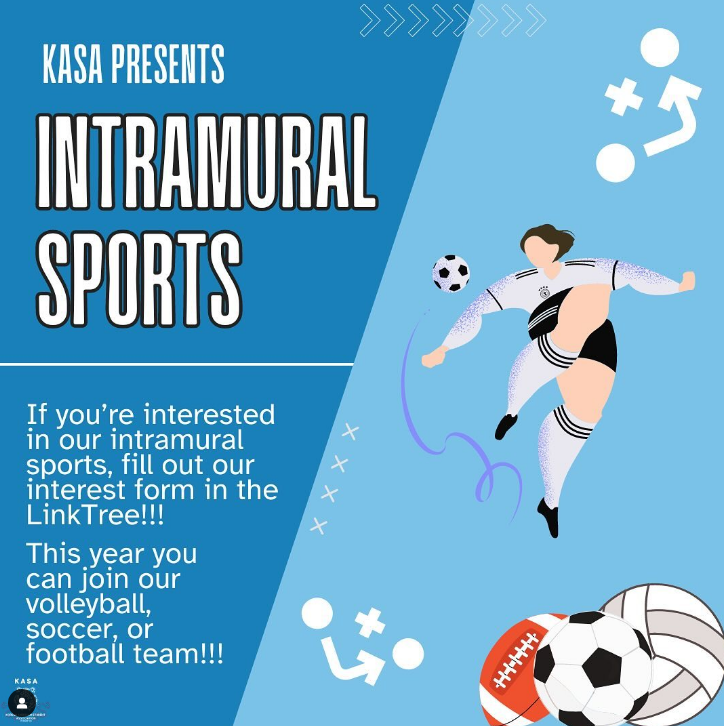 KASA PRESENTS
INTRAMURAL
SPORTS
If you're interested
in our intramural
sports, fill out our
interest form in the
LinkTree!!!
This year you
can join our
volleyball,
soccer, or
football team!!!
KASA